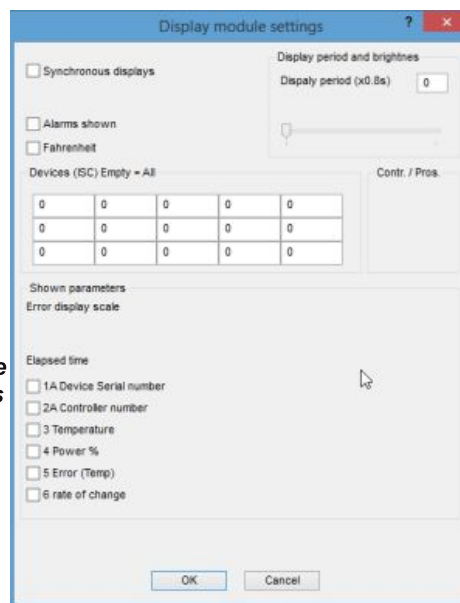 Display module settings
?
×
Display period and brightnes
Synchronous displays
Dispaly period (x0.8s)
0
Alarms shown
Fahrenheit
Devices (ISC) Empty = All
Contr. / Pros.
0 0 0 0 0
0 0 0 0 0
0 0 0 0 0
Shown parameters
Error display scale
Elapsed time
e
s
1A Device Serial number
2A Controller number
3 Temperature
4 Power %
5 Error (Temp)
6 rate of change
OK
Cancel